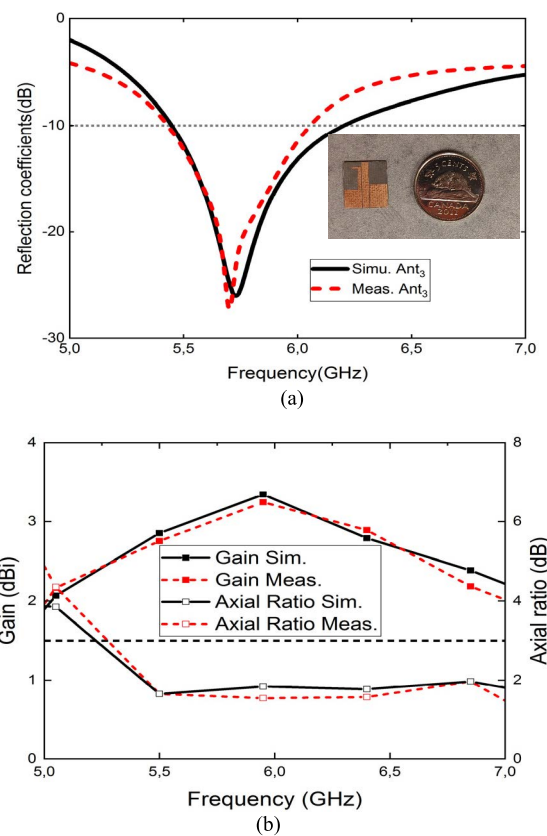 0
-10
-20
-30
Reflection coefficients(dB)
5 CENTS
CANADA
Simu. Ant3
Meas. Ant3
5,0 5,5 6,0 6,5 7,0
Frequency(GHz)
(a)
4 8
3 6
2 4
1 2
0 0
Gain (dBi)
Axial ratio (dB)
Gain Sim.
Gain Meas.
Axial Ratio Sim.
Axial Ratio Meas.
5,0 5,5 6,0 6,5 7,0
Frequency (GHz)
(b)